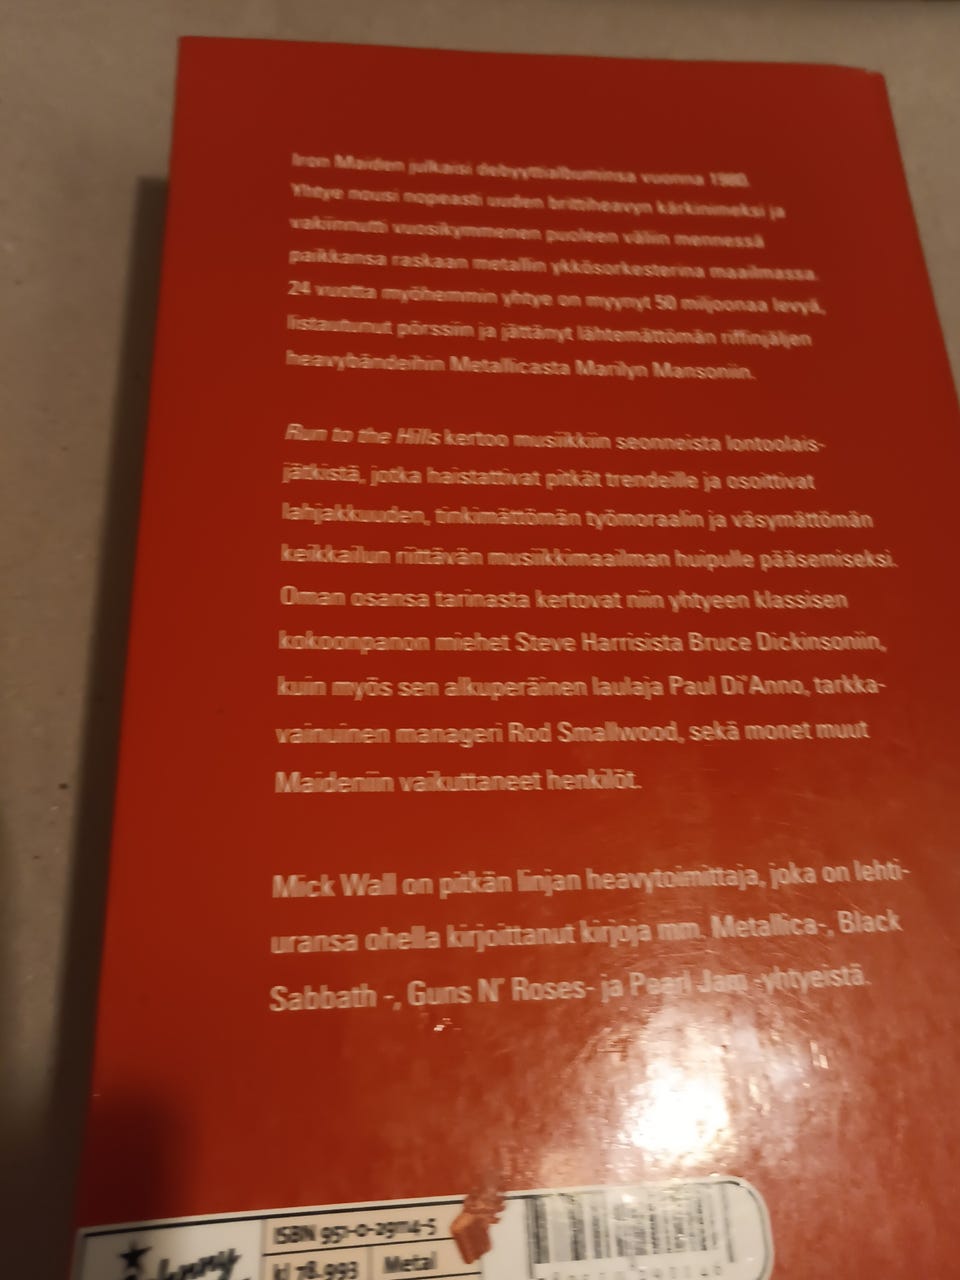 Iron Maiden julkaisi debyyttialbuminsa vuonna 1980.
Yhtye nousi nopeasti uuden brittiheavyn kärkinimeksi ja
vakiinnutti vuosikymmenen puoleen väliin mennessä
paikkansa raskaan metallin ykkösorkesterina maailmassa.
24 vuotta myöhemmin yhtye on myynyt 50 miljoonaa levyä,
listautunut pörssiin ja jättänyt lähtemättömän riffinjäljen
heavybändeihin Metallicasta Marilyn Mansoniin.
Run to the Hills kertoo musiikkiin seonneista lontoolais-
jätkistä, jotka haistattivat pitkät trendeille ja osoittivat
lahjakkuuden, tinkimättömän työmoraalin ja väsymättömän
keikkailun riittävän musiikkimaailman huipulle pääsemiseksi.
Oman osansa tarinasta kertovat niin yhtyeen klassisen
kokoonpanon miehet Steve Harrisista Bruce Dickinsoniin,
kuin myös sen alkuperäinen laulaja Paul Di'Anno, tarkka-
vainuinen manageri Rod Smallwood, sekä monet muut
Maideniin vaikuttaneet henkilöt.
Mick Wall on pitkän linjan heavytoimittaja, joka on lehti-
uransa ohella kirjoittanut kirjoja mm. Metallica-, Black
Sabbath -, Guns N' Roses- ja Pearl Jam -yhtyeistä.
ISBN 951-0-29114-5
kl 78.993 Metal